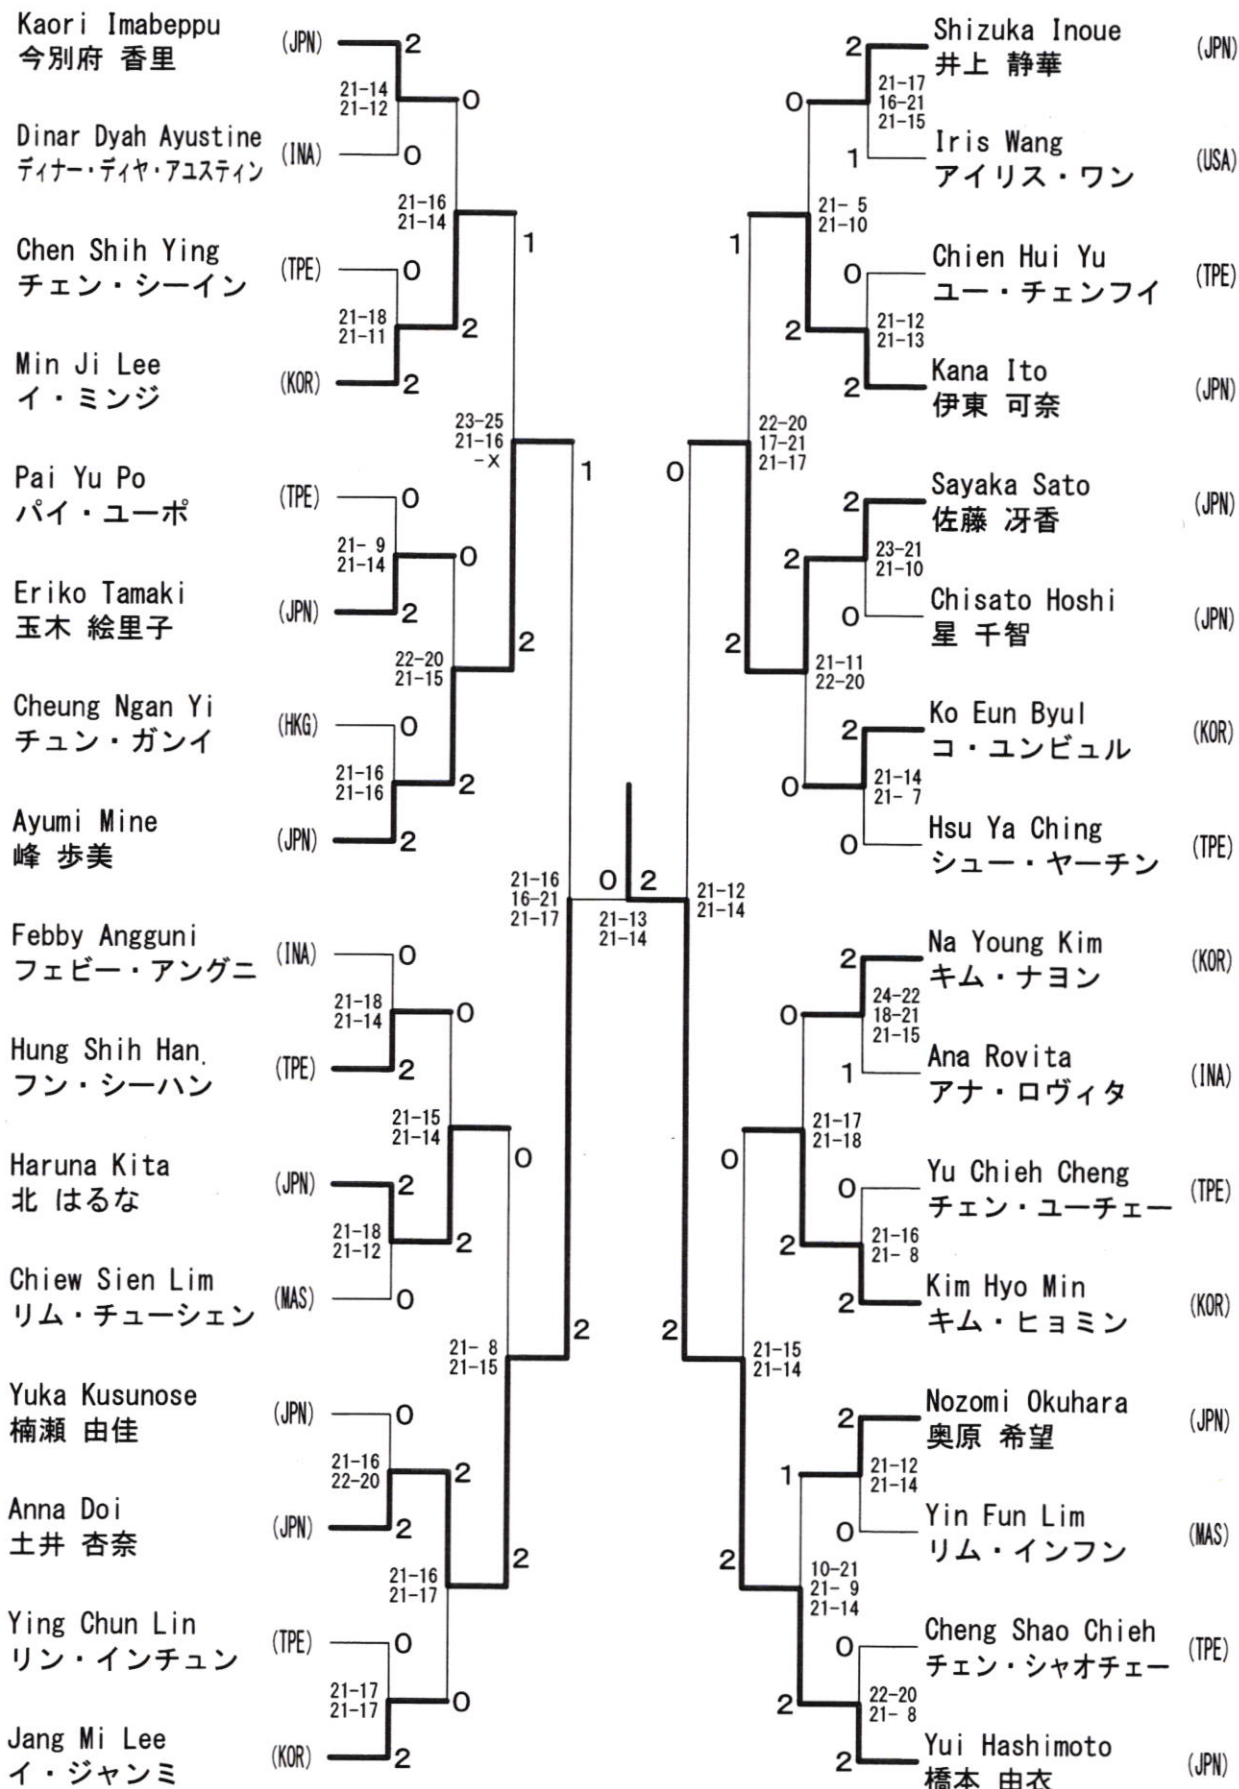 Kaori Imabeppu
今別府 香里
(JPN)
2
21-14
21-12
0
Dinar Dyah Ayustine
ディナー・ディヤ・アユスティン
(INA)
0
21-16
21-14
1
Chen Shih Ying
チェン・シーイン
(TPE)
0
21-18
21-11
2
Min Ji Lee
イ・ミンジ
(KOR)
2
23-25
21-16
-X
1
Pai Yu Po
パイ・ユーポ
(TPE)
0
21- 9
21-14
0
Eriko Tamaki
玉木 絵里子
(JPN)
2
22-20
21-15
2
Cheung Ngan Yi
チュン・ガンイ
(HKG)
0
21-16
21-16
2
Ayumi Mine
峰 歩美
(JPN)
2
21-16
16-21
21-17
0
2
21-13
21-14
Febby Angguni
フェビー・アングニ
(INA)
0
21-18
21-14
0
Hung Shih Han
フン・シーハン
(TPE)
2
21-15
21-14
0
Haruna Kita
北 はるな
(JPN)
2
21-18
21-12
2
Chiew Sien Lim
リム・チューシェン
(MAS)
0
21- 8
21-15
2
Yuka Kusunose
楠瀬 由佳
(JPN)
0
21-16
22-20
2
Anna Doi
土井 杏奈
(JPN)
2
21-16
21-17
2
Ying Chun Lin
リン・インチュン
(TPE)
0
21-17
21-17
0
Jang Mi Lee
イ・ジャンミ
(KOR)
2
Shizuka Inoue
井上 静華
(JPN)
2
21-17
16-21
21-15
0
Iris Wang
アイリス・ワン
(USA)
1
21- 5
21-10
1
Chien Hui Yu
ユー・チェンフイ
(TPE)
0
21-12
21-13
2
Kana Ito
伊東 可奈
(JPN)
2
22-20
17-21
21-17
0
Sayaka Sato
佐藤 冴香
(JPN)
2
23-21
21-10
2
Chisato Hoshi
星 千智
(JPN)
0
21-11
22-20
2
Ko Eun Byul
コ・ユンビュル
(KOR)
2
21-14
21- 7
0
Hsu Ya Ching
シュー・ヤーチン
(TPE)
0
21-12
21-14
Na Young Kim
キム・ナヨン
(KOR)
2
24-22
18-21
21-15
0
Ana Rovita
アナ・ロヴィタ
(INA)
1
21-17
21-18
0
Yu Chieh Cheng
チェン・ユーチェー
(TPE)
0
21-16
21- 8
2
Kim Hyo Min
キム・ヒョミン
(KOR)
2
21-15
21-14
2
Nozomi Okuhara
奥原 希望
(JPN)
2
21-12
21-14
1
Yin Fun Lim
リム・インフン
(MAS)
0
10-21
21- 9
21-14
2
Cheng Shao Chieh
チェン・シャオチェー
(TPE)
0
22-20
21- 8
2
Yui Hashimoto
橋本 由衣
(JPN)
2